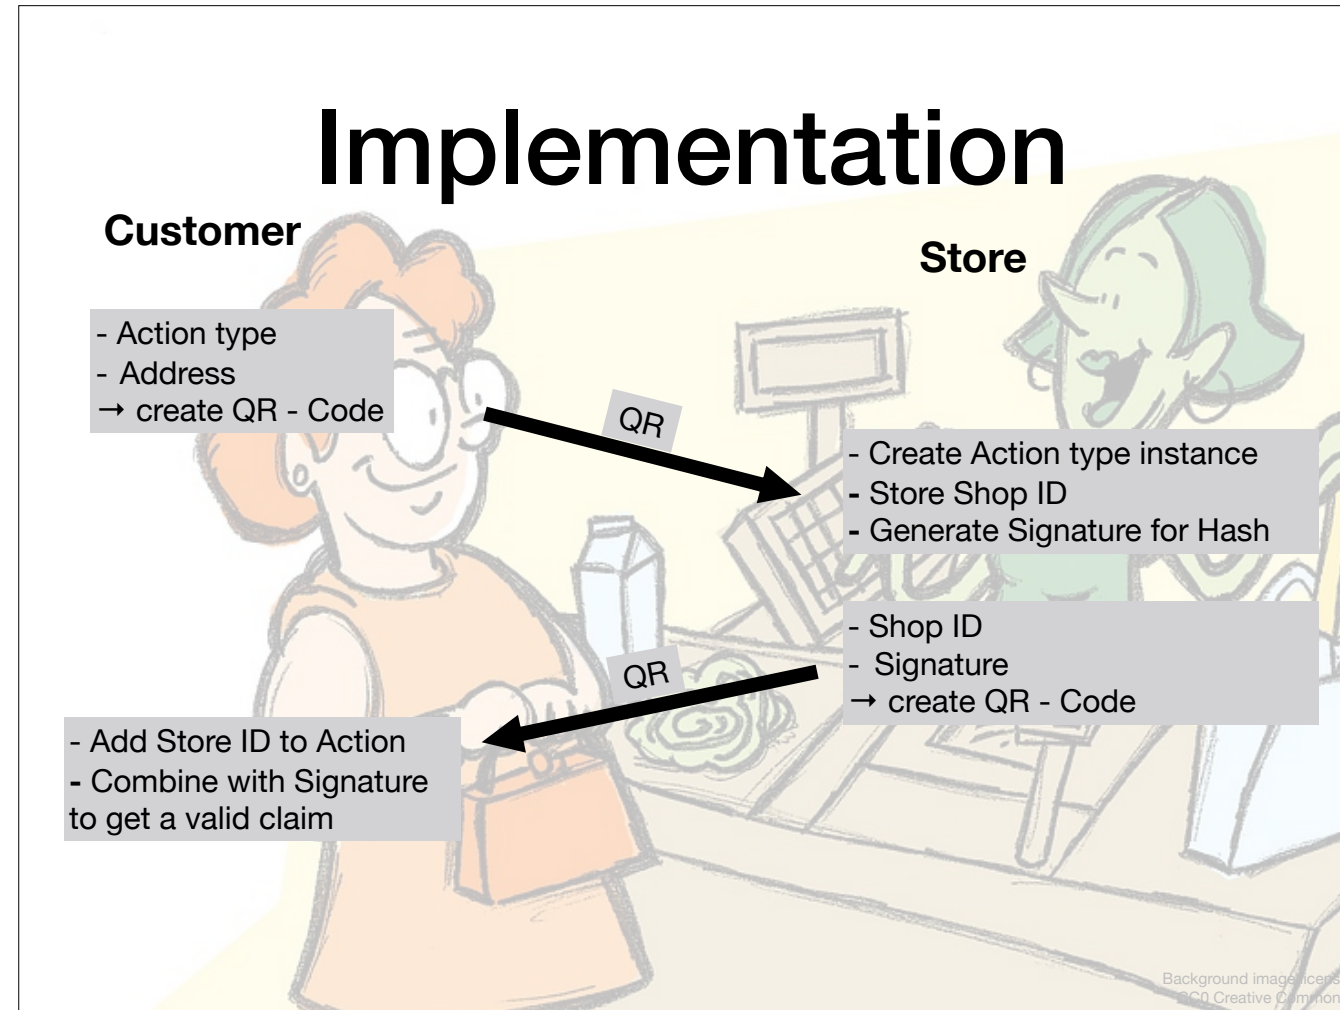 Implementation
Customer
Store
- Action type
- Address
→ create QR - Code
QR
- Create Action type instance
- Store Shop ID
- Generate Signature for Hash
- Shop ID
- Signature
→ create QR - Code
QR
- Add Store ID to Action
- Combine with Signature
to get a valid claim
Background image
CC0 Creative